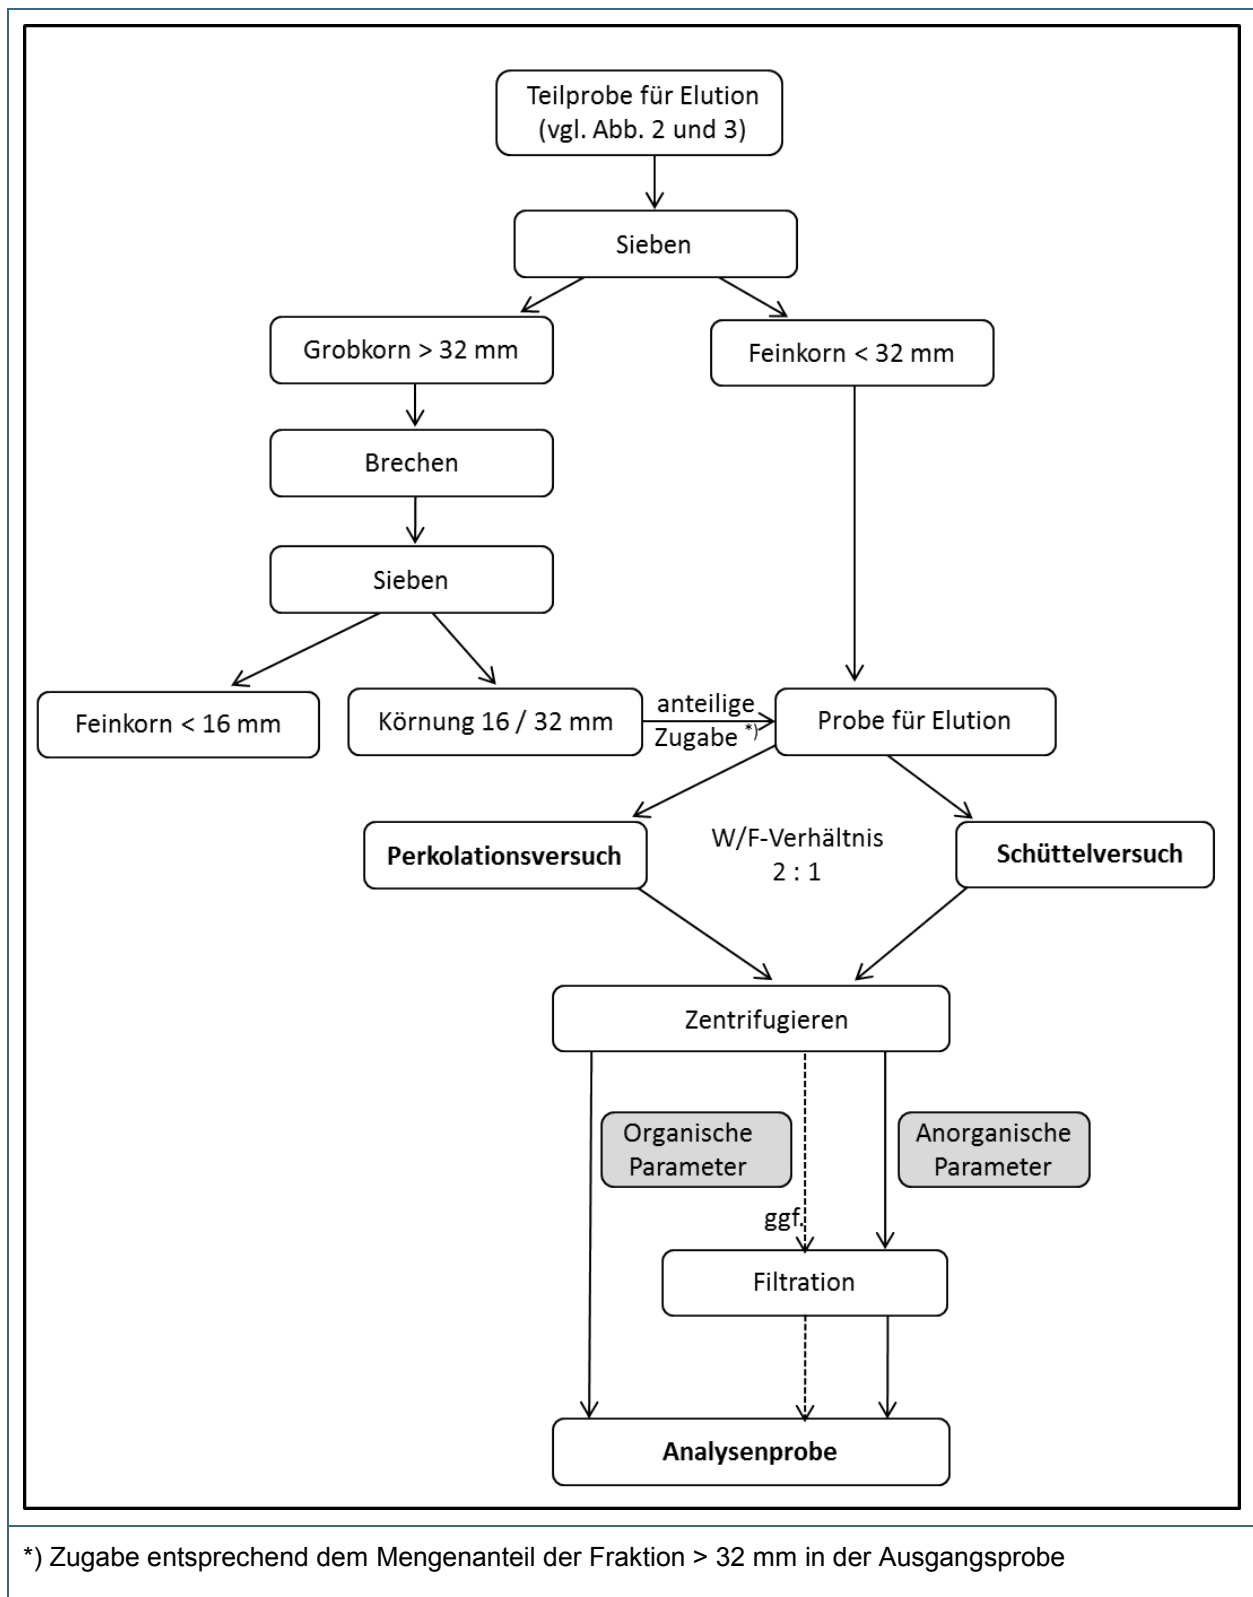 Teilprobe für Elution
(vgl. Abb. 2 und 3)
Sieben
Grobkorn > 32 mm
Feinkorn < 32 mm
Brechen
Sieben
Feinkorn < 16 mm
Körnung 16 / 32 mm
anteilige
Zugabe *)
Probe für Elution
Perkolationsversuch
W/F-Verhältnis
2 : 1
Schüttelversuch
Zentrifugieren
Organische
Parameter
Anorganische
Parameter
ggf.
Filtration
Analysenprobe
*) Zugabe entsprechend dem Mengenanteil der Fraktion > 32 mm in der Ausgangsprobe